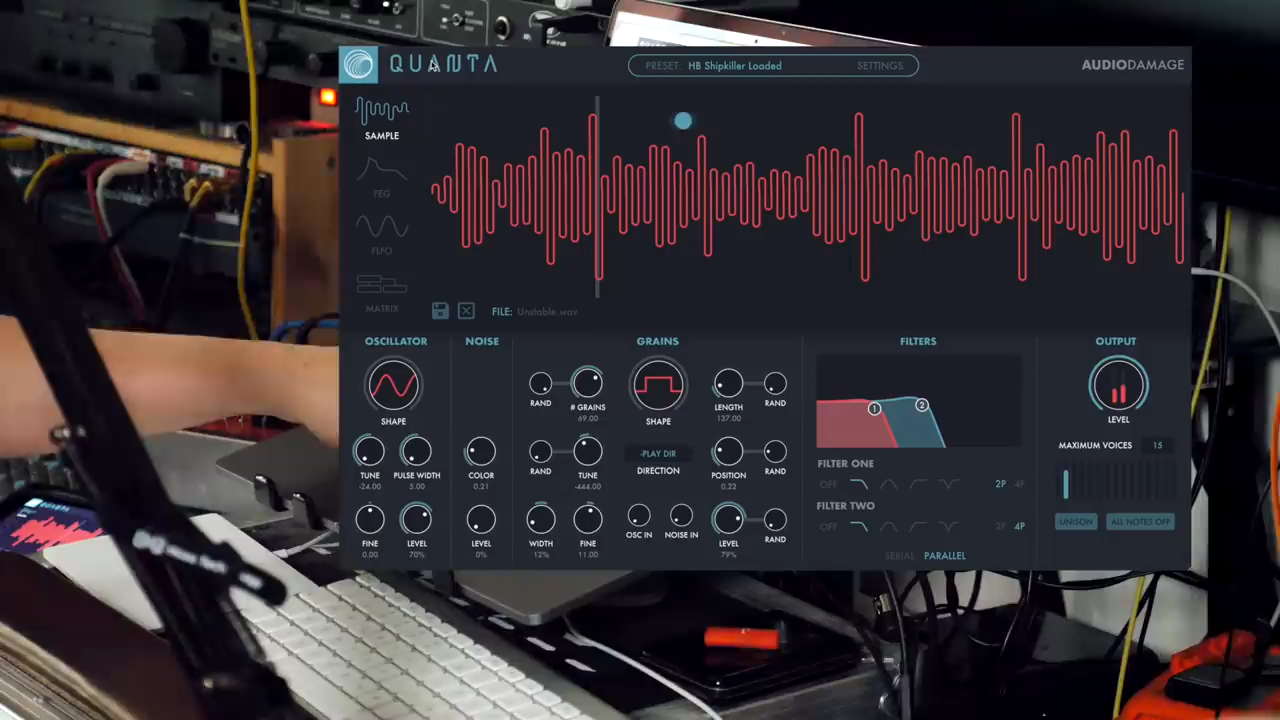 QUANTA
PRESET: HB Shipkiller Loaded
SETTINGS
AUDIODAMAGE
SAMPLE
PEG
FLFO
MATRIX
FILE: Unstable.wav
OSCILLATOR
SHAPE
TUNE
-24.00
PULSE WIDTH
5.00
FINE
0.00
LEVEL
70%
NOISE
COLOR
0.21
LEVEL
0%
GRAINS
RAND
# GRAINS
69.00
SHAPE
LENGTH
137.00
RAND
RAND
TUNE
-444.00
-PLAY DIR
DIRECTION
POSITION
0.22
RAND
WIDTH
12%
FINE
11.00
OSC IN
NOISE IN
LEVEL
79%
RAND
FILTERS
1
2
FILTER ONE
OFF
2P 4P
FILTER TWO
OFF
2P 4P
SERIAL PARALLEL
OUTPUT
LEVEL
MAXIMUM VOICES 15
UNISON
ALL NOTES OFF
QUANTA